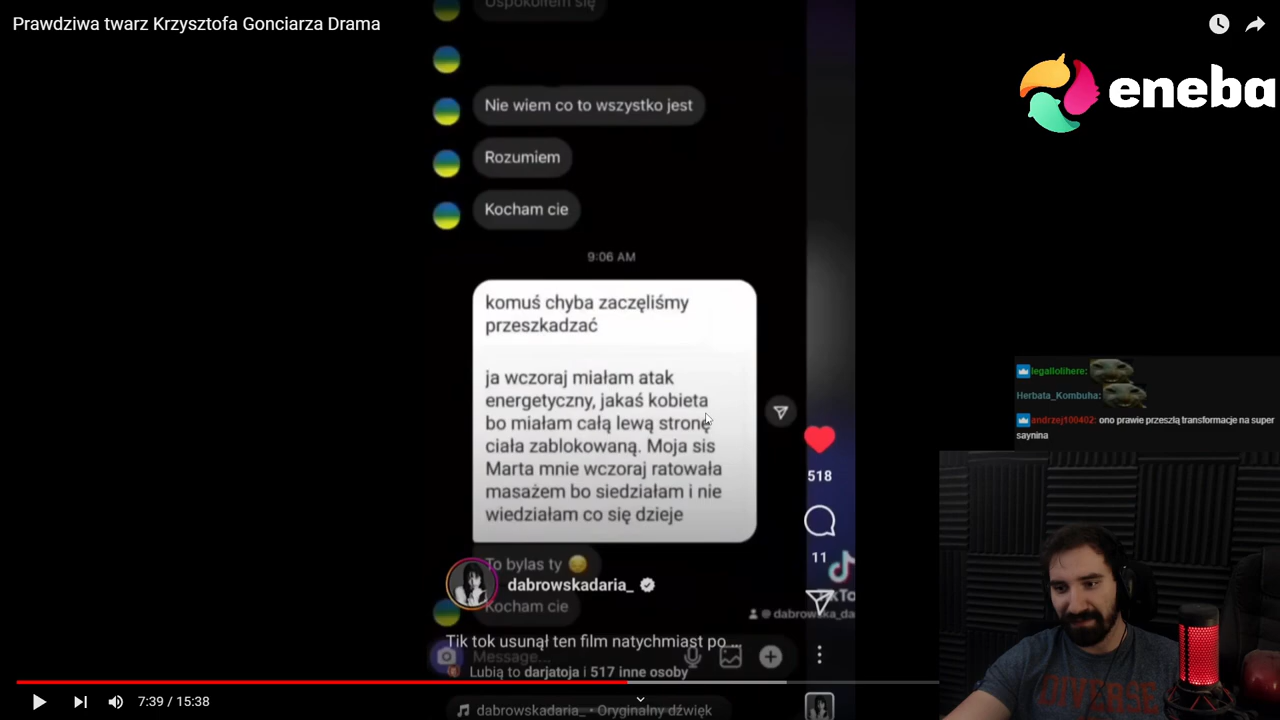 Prawdziwa twarz Krzysztofa Gonciarza Drama
eneba
Uspokoiłem się
Nie wiem co to wszystko jest
Rozumiem
Kocham cie
9:06 AM
komuś chyba zaczęliśmy
przeszkadzać
ja wczoraj miałam atak
energetyczny, jakaś kobieta
bo miałam całą lewą stronę
ciała zablokowaną. Moja sis
Marta mnie wczoraj ratowała
masażem bo siedziałam i nie
wiedziałam co się dzieje
To bylas ty
dabrowskadaria_
Kocham cie
518
11
@ dabrowska_da
Tik tok usunął ten film natychmiast po ...
Message...
Lubią to darjatoja i 517 inne osoby
dabrowskadaria_ • Oryginalny dźwięk
legallolihere:
Herbata_Kombuha:
andrzej100402: ono prawie przeszlą transformacje na super
saynina
DIVERSE
7:39 / 15:38